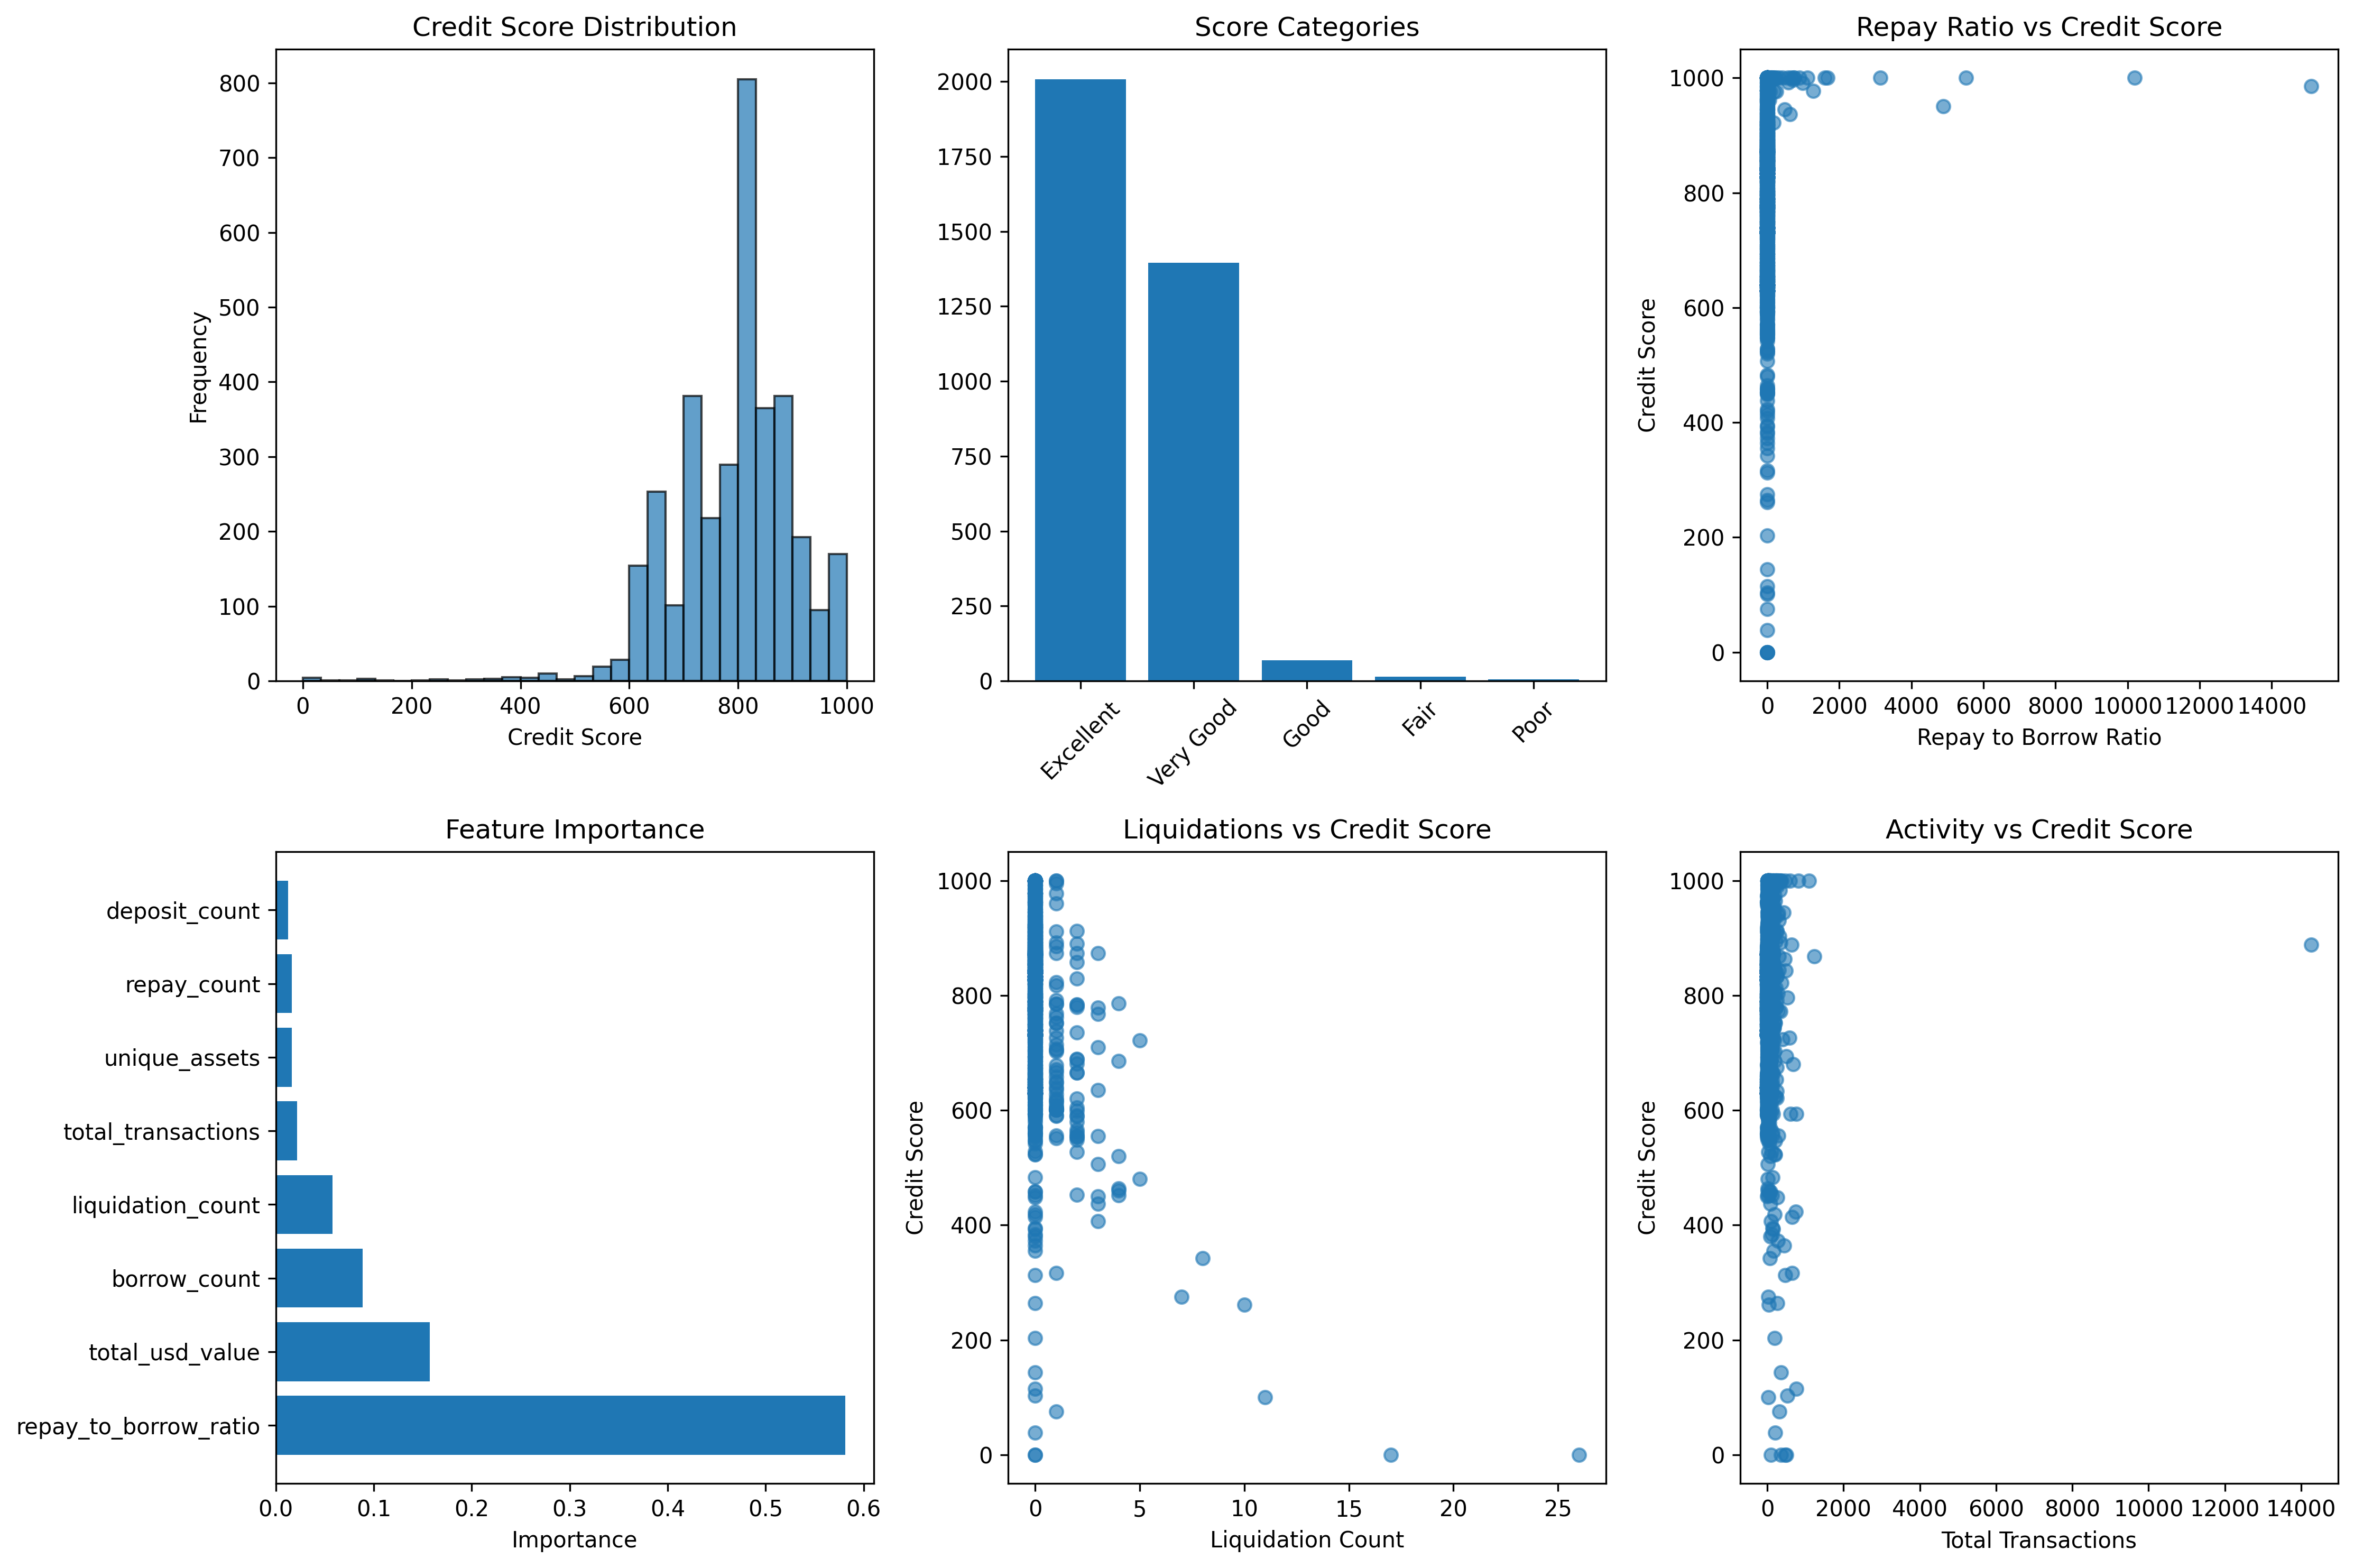 Credit Score Distribution
800
700
600
500
400
300
200
100
0
Frequency
0 200 400 600 800 1000
Credit Score
Score Categories
2000
1750
1500
1250
1000
750
500
250
0
Excellent
Very Good
Good
Fair
Poor
Repay Ratio vs Credit Score
1000
800
600
400
200
0
Credit Score
0 2000 4000 6000 8000 10000 12000 14000
Repay to Borrow Ratio
Feature Importance
deposit_count
repay_count
unique_assets
total_transactions
liquidation_count
borrow_count
total_usd_value
repay_to_borrow_ratio
0.0 0.1 0.2 0.3 0.4 0.5 0.6
Importance
Liquidations vs Credit Score
1000
800
600
400
200
0
Credit Score
0 5 10 15 20 25
Liquidation Count
Activity vs Credit Score
1000
800
600
400
200
0
Credit Score
0 2000 4000 6000 8000 10000 12000 14000
Total Transactions